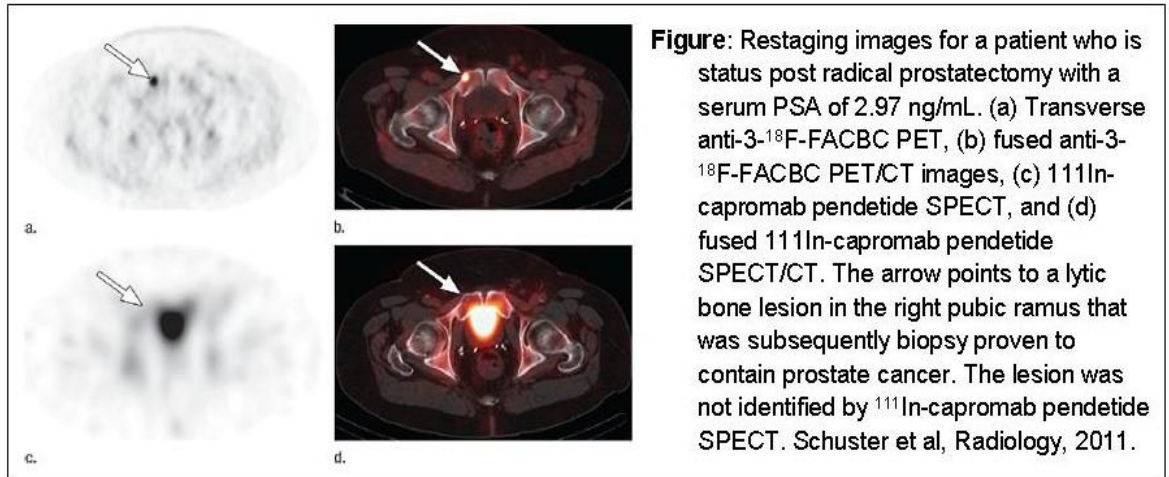 Figure: Restaging images for a patient who is
status post radical prostatectomy with a
serum PSA of 2.97 ng/mL. (a) Transverse
anti-3-¹⁸F-FACBC PET, (b) fused anti-3-
¹⁸F-FACBC PET/CT images, (c) 111In-
capromab pendetide SPECT, and (d)
fused 111In-capromab pendetide
SPECT/CT. The arrow points to a lytic
bone lesion in the right pubic ramus that
was subsequently biopsy proven to
contain prostate cancer. The lesion was
not identified by ¹¹¹In-capromab pendetide
SPECT. Schuster et al, Radiology, 2011.
a.
b.
c.
d.